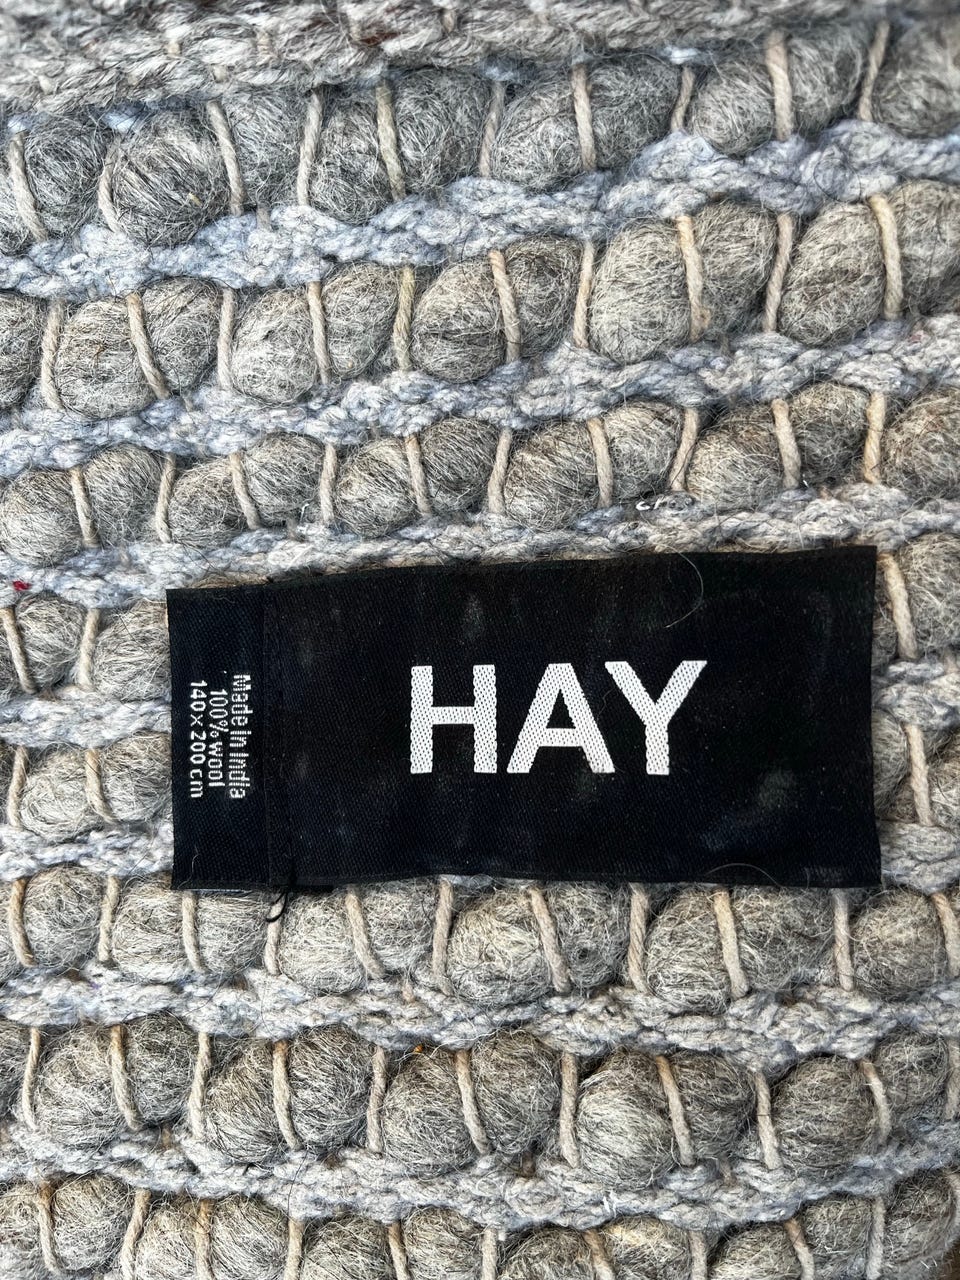 HAY
Made in India
100% wool
140 x 200 cm